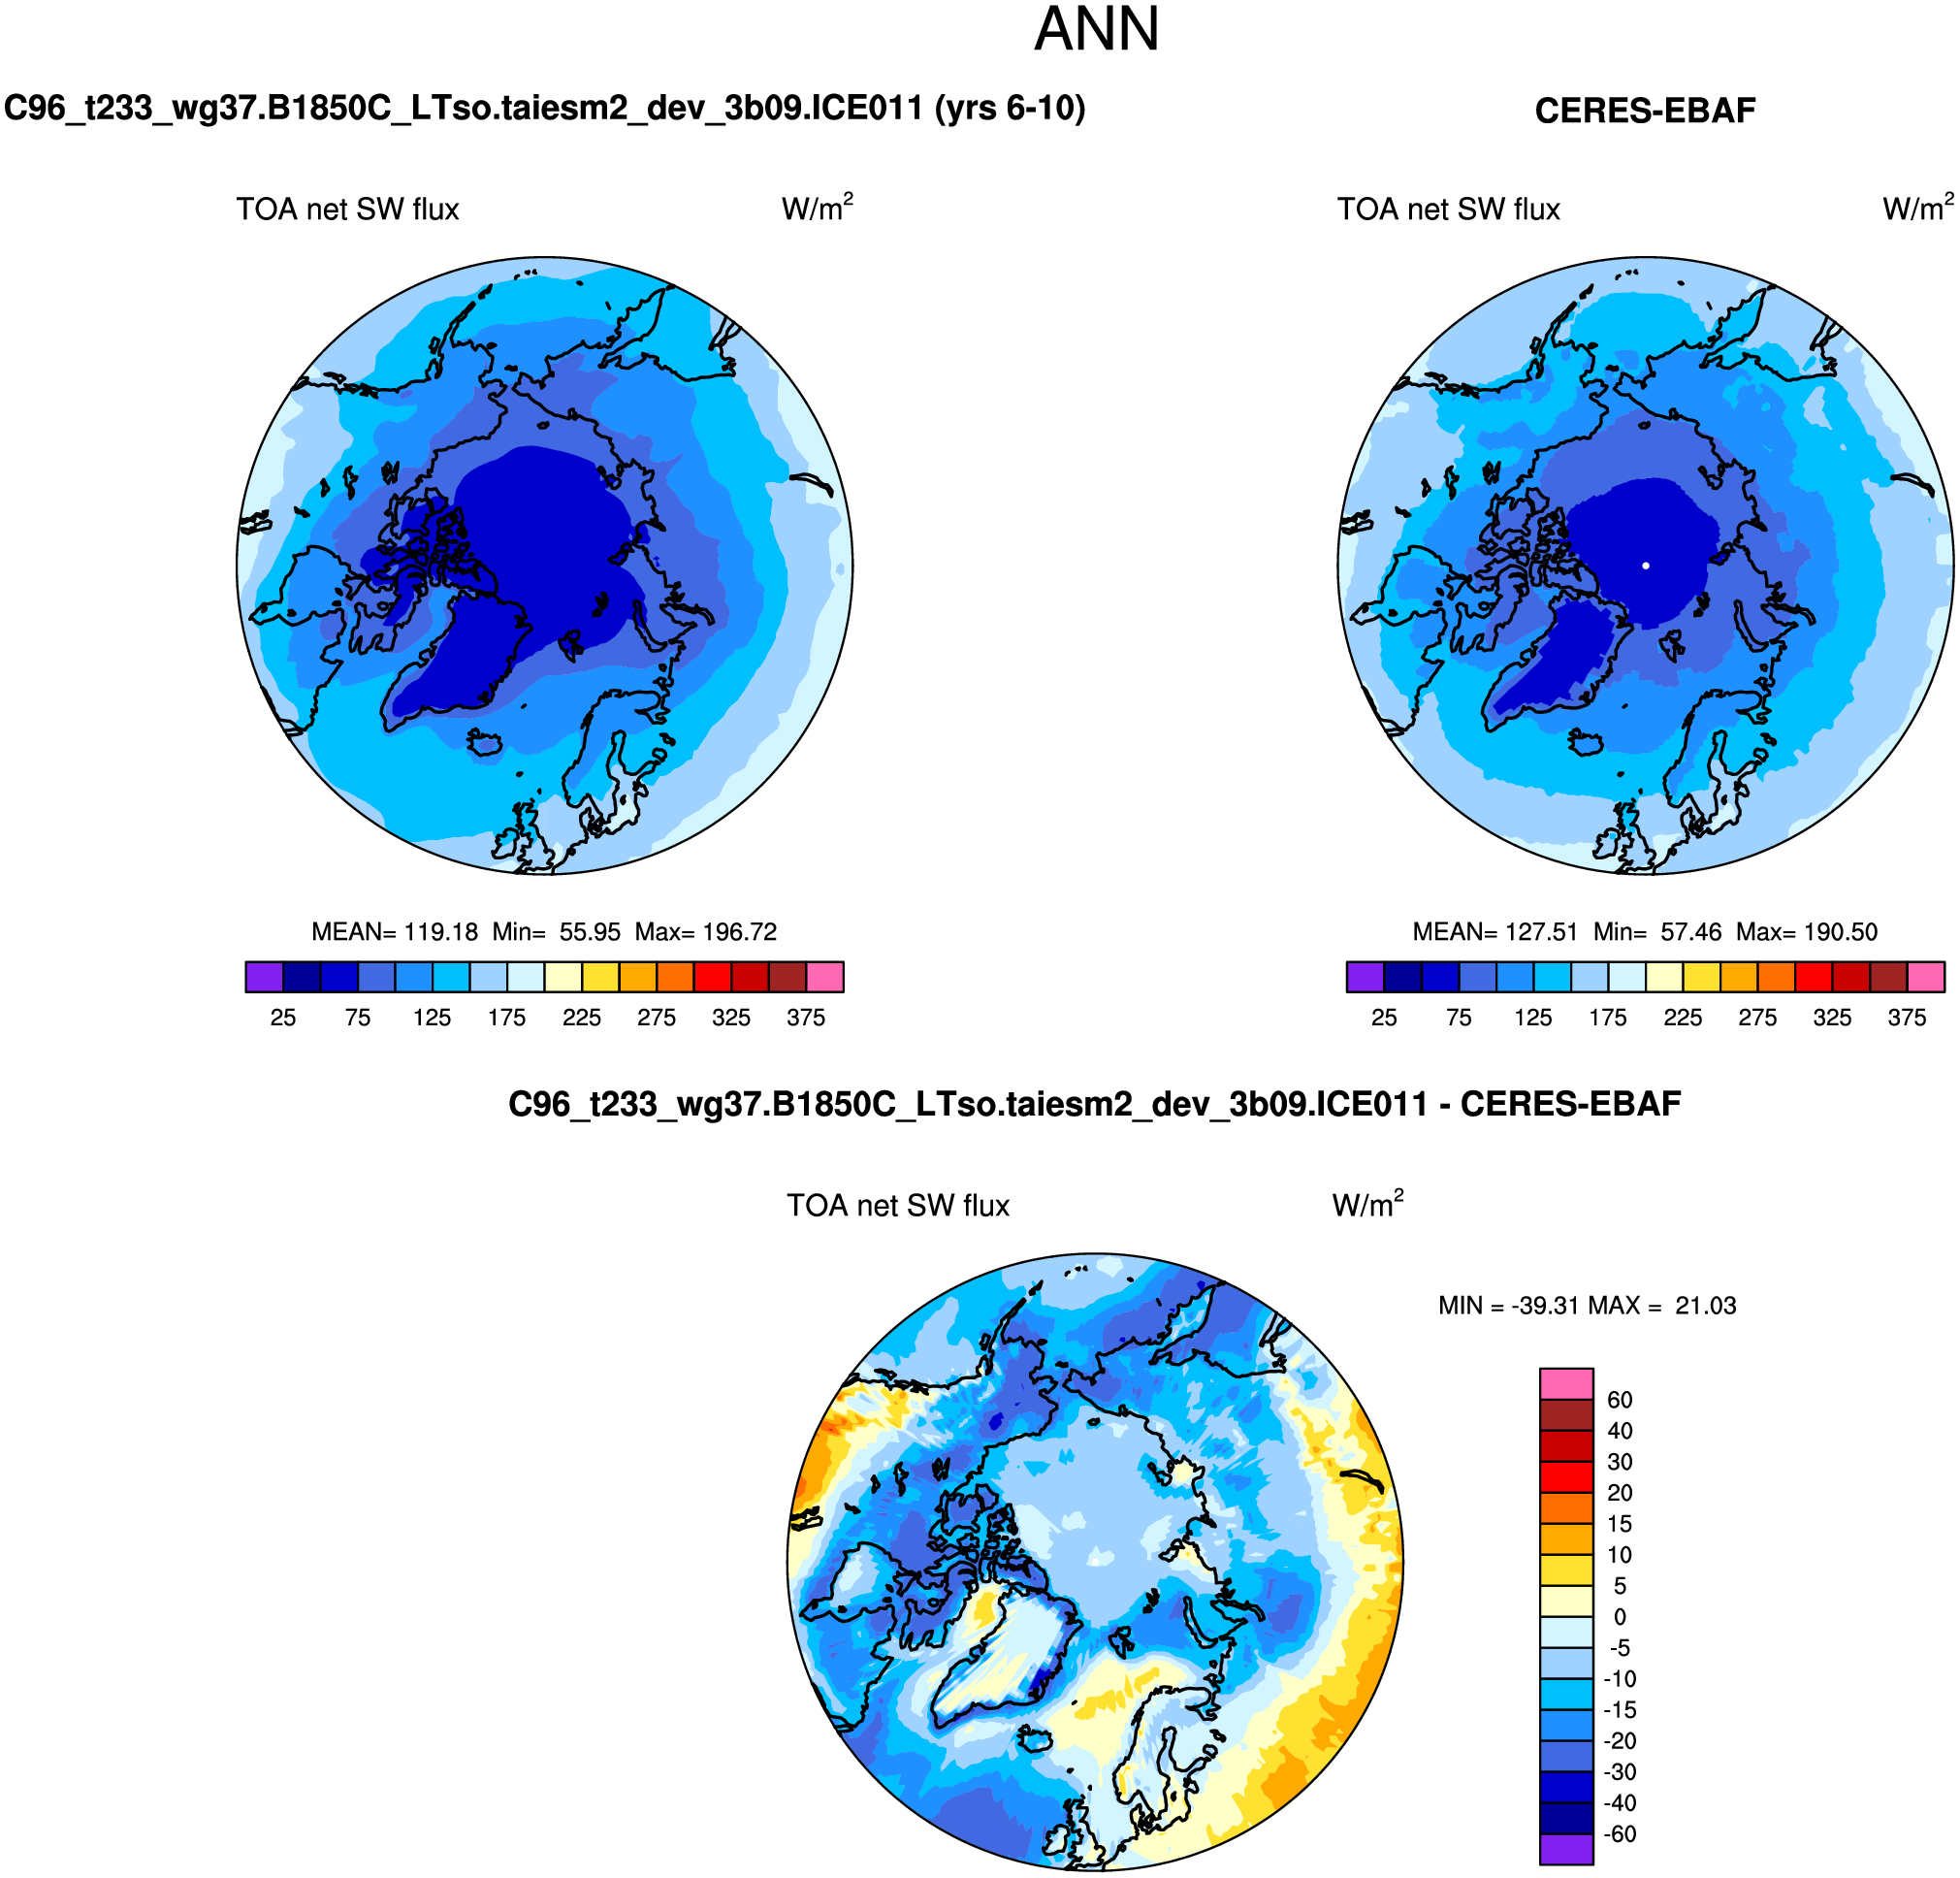 ANN
C96_t233_wg37.B1850C_LTso.taiesm2_dev_3b09.ICE011 (yrs 6-10)
CERES-EBAF
TOA net SW flux W/m²
TOA net SW flux W/m²
MEAN= 119.18 Min= 55.95 Max= 196.72
MEAN= 127.51 Min= 57.46 Max= 190.50
25 75 125 175 225 275 325 375
25 75 125 175 225 275 325 375
C96_t233_wg37.B1850C_LTso.taiesm2_dev_3b09.ICE011 - CERES-EBAF
TOA net SW flux W/m²
MIN = -39.31 MAX = 21.03
60
40
30
20
15
10
5
0
-5
-10
-15
-20
-30
-40
-60